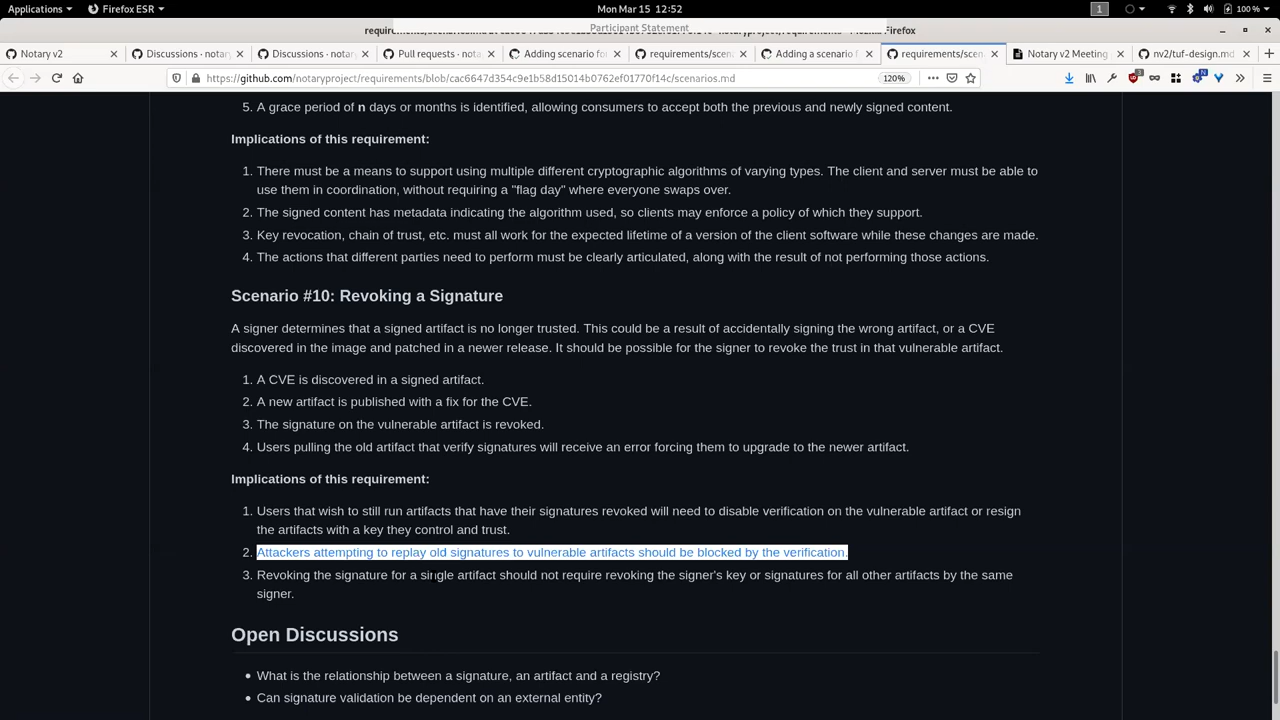 Applications
Firefox ESR
Mon Mar 15 12:52
1
100 %
Participant Statement
Notary v2
Discussions · notary
Discussions · notary
Pull requests · nota
Adding scenario fo
requirements/scen
Adding a scenario f
requirements/scen
Notary v2 Meeting
nv2/tuf-design.md
https://github.com/notaryproject/requirements/blob/cac6647d354c9e1b58d15014b0762ef01770f14c/scenarios.md
120%
5. A grace period of n days or months is identified, allowing consumers to accept both the previous and newly signed content.
Implications of this requirement:
1. There must be a means to support using multiple different cryptographic algorithms of varying types. The client and server must be able to
use them in coordination, without requiring a "flag day" where everyone swaps over.
2. The signed content has metadata indicating the algorithm used, so clients may enforce a policy of which they support.
3. Key revocation, chain of trust, etc. must all work for the expected lifetime of a version of the client software while these changes are made.
4. The actions that different parties need to perform must be clearly articulated, along with the result of not performing those actions.
Scenario #10: Revoking a Signature
A signer determines that a signed artifact is no longer trusted. This could be a result of accidentally signing the wrong artifact, or a CVE
discovered in the image and patched in a newer release. It should be possible for the signer to revoke the trust in that vulnerable artifact.
1. A CVE is discovered in a signed artifact.
2. A new artifact is published with a fix for the CVE.
3. The signature on the vulnerable artifact is revoked.
4. Users pulling the old artifact that verify signatures will receive an error forcing them to upgrade to the newer artifact.
Implications of this requirement:
1. Users that wish to still run artifacts that have their signatures revoked will need to disable verification on the vulnerable artifact or resign
the artifacts with a key they control and trust.
2. Attackers attempting to replay old signatures to vulnerable artifacts should be blocked by the verification.
3. Revoking the signature for a single artifact should not require revoking the signer's key or signatures for all other artifacts by the same
signer.
Open Discussions
• What is the relationship between a signature, an artifact and a registry?
• Can signature validation be dependent on an external entity?